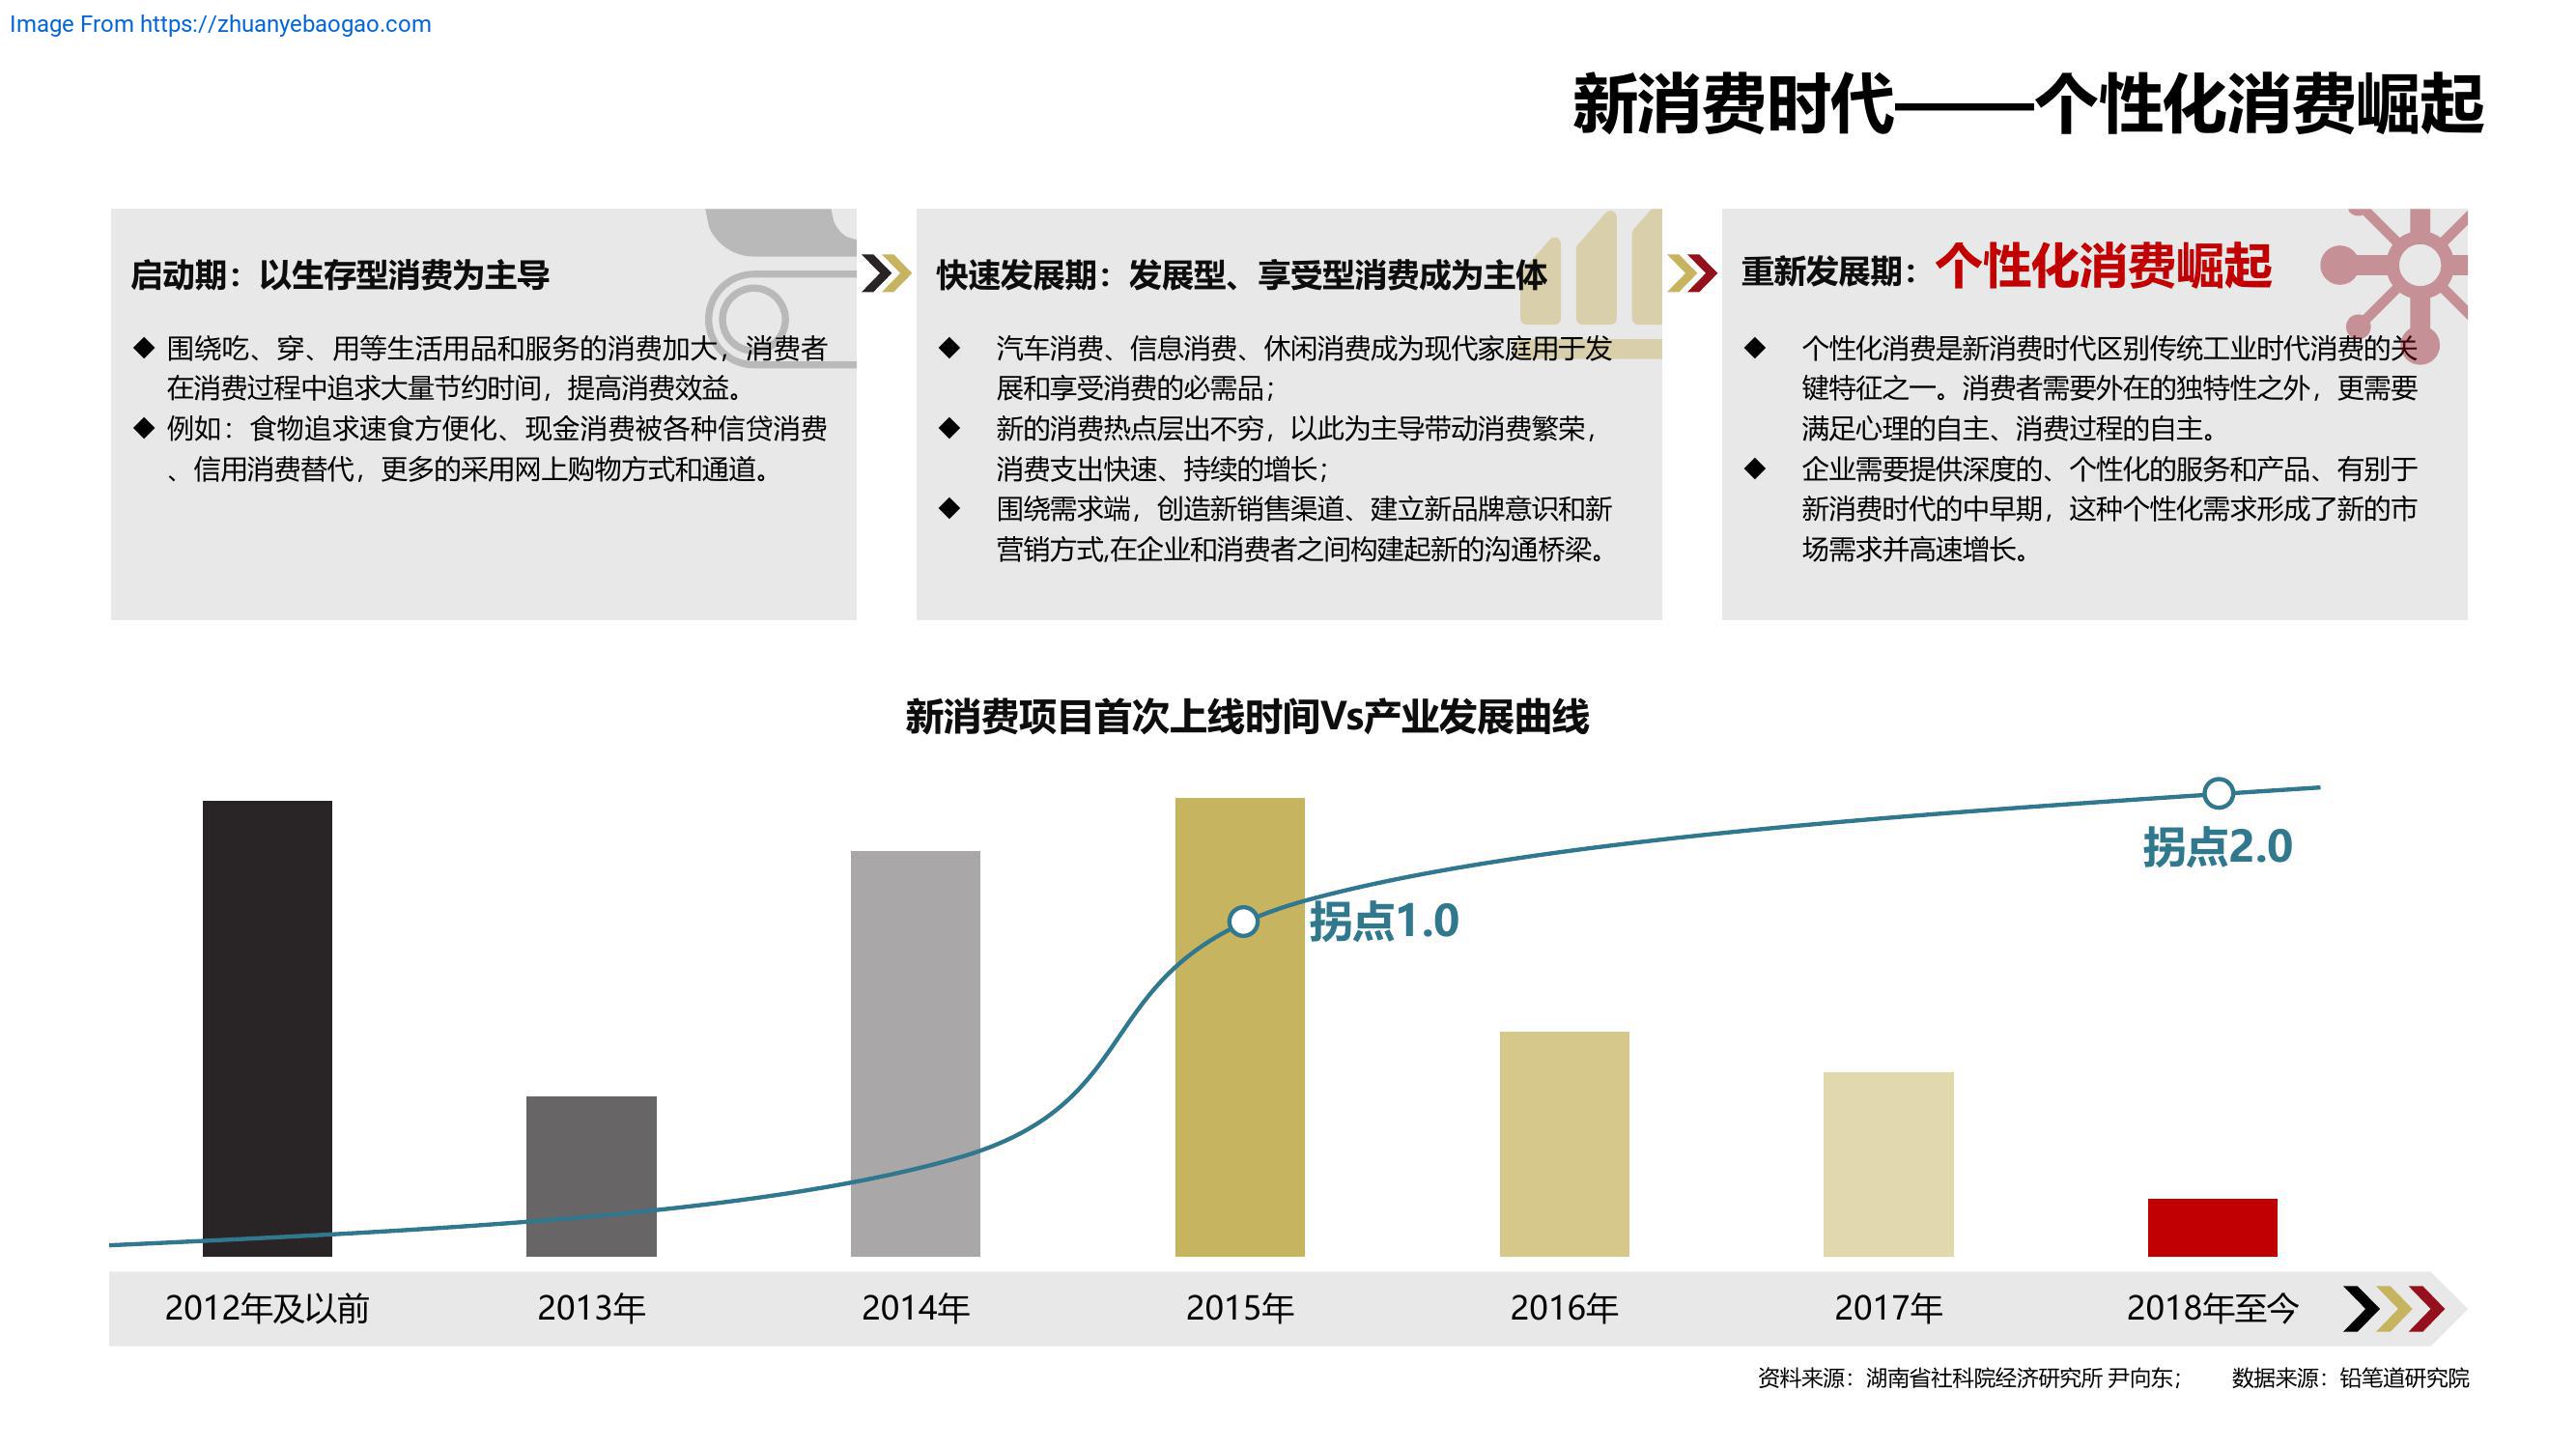 Image From https://zhuanyebaogao.com
新消费时代——个性化消费崛起
启动期：以生存型消费为主导
◆ 围绕吃、穿、用等生活用品和服务的消费加大，消费者
在消费过程中追求大量节约时间，提高消费效益。
◆ 例如：食物追求速食方便化、现金消费被各种信贷消费
、信用消费替代，更多的采用网上购物方式和通道。
快速发展期：发展型、享受型消费成为主体
◆ 汽车消费、信息消费、休闲消费成为现代家庭用于发
展和享受消费的必需品；
◆ 新的消费热点层出不穷，以此为主导带动消费繁荣，
消费支出快速、持续的增长；
◆ 围绕需求端，创造新销售渠道、建立新品牌意识和新
营销方式,在企业和消费者之间构建起新的沟通桥梁。
重新发展期：个性化消费崛起
◆ 个性化消费是新消费时代区别传统工业时代消费的关
键特征之一。消费者需要外在的独特性之外，更需要
满足心理的自主、消费过程的自主。
◆ 企业需要提供深度的、个性化的服务和产品、有别于
新消费时代的中早期，这种个性化需求形成了新的市
场需求并高速增长。
新消费项目首次上线时间Vs产业发展曲线
拐点2.0
拐点1.0
2012年及以前 2013年 2014年 2015年 2016年 2017年 2018年至今
资料来源：湖南省社科院经济研究所 尹向东； 数据来源：铅笔道研究院